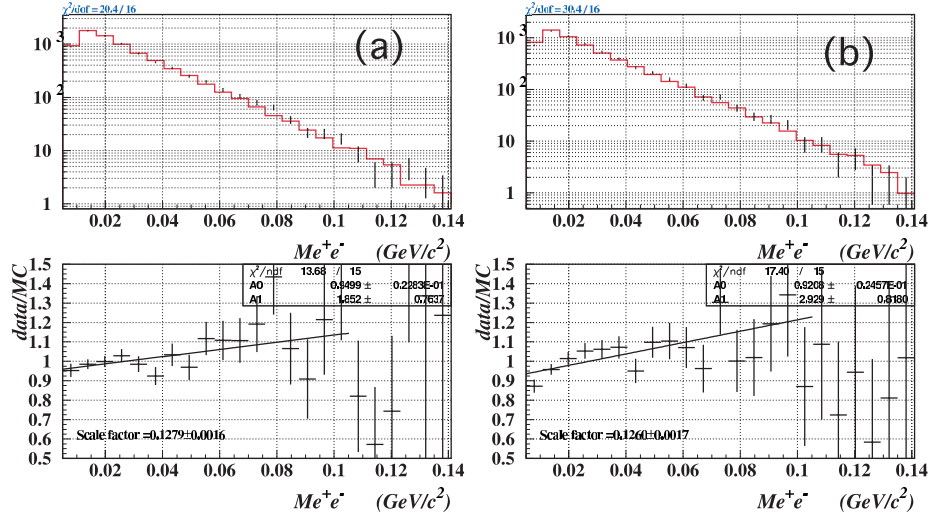 χ²/dof = 20.4 / 16
(a)
10³
10²
10
1
0.02 0.04 0.06 0.08 0.1 0.12 0.14
Me⁺e⁻ (GeV/c²)
χ²/dof = 30.4 / 16
(b)
10³
10²
10
1
0.02 0.04 0.06 0.08 0.1 0.12 0.14
Me⁺e⁻ (GeV/c²)
data/MC
1.5
1.4
1.3
1.2
1.1
1
0.9
0.8
0.7
0.6
0.5
χ²/ndf 13.68 / 15
A0 0.9499 ± 0.2283E-01
A1 1.852 ± 0.7637
Scale factor =0.1279±0.0016
0.02 0.04 0.06 0.08 0.1 0.12 0.14
Me⁺e⁻ (GeV/c²)
data/MC
1.5
1.4
1.3
1.2
1.1
1
0.9
0.8
0.7
0.6
0.5
χ²/ndf 17.40 / 15
A0 0.9208 ± 0.2457E-01
A1 2.929 ± 0.8180
Scale factor =0.1260±0.0017
0.02 0.04 0.06 0.08 0.1 0.12 0.14
Me⁺e⁻ (GeV/c²)